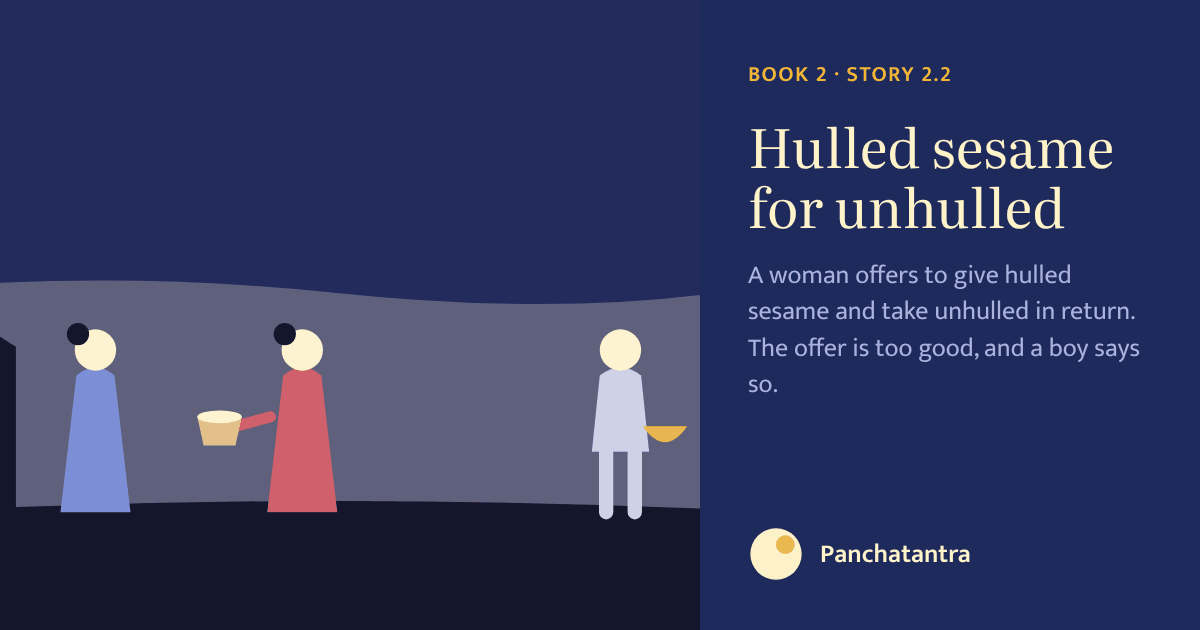 BOOK 2 · STORY 2.2
Hulled sesame
for unhulled
A woman offers to give hulled
sesame and take unhulled in return.
The offer is too good, and a boy says
so.
Panchatantra